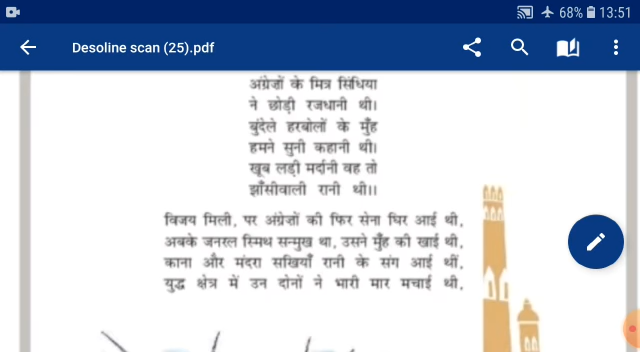 68% 13:51
Desoline scan (25).pdf
अंग्रेजों के मित्र सिंधिया
ने छोड़ी रजधानी थी।
बुंदेले हरबोलों के मुँह
हमने सुनी कहानी थी।
खूब लड़ी मर्दानी वह तो
झाँसीवाली रानी थी।।
विजय मिली, पर अंग्रेजों की फिर सेना घिर आई थी,
अबके जनरल स्मिथ सन्मुख था, उसने मुँह की खाई थी,
काना और मंदरा सखियाँ रानी के संग आई थीं,
युद्ध क्षेत्र में उन दोनों ने भारी मार मचाई थी,